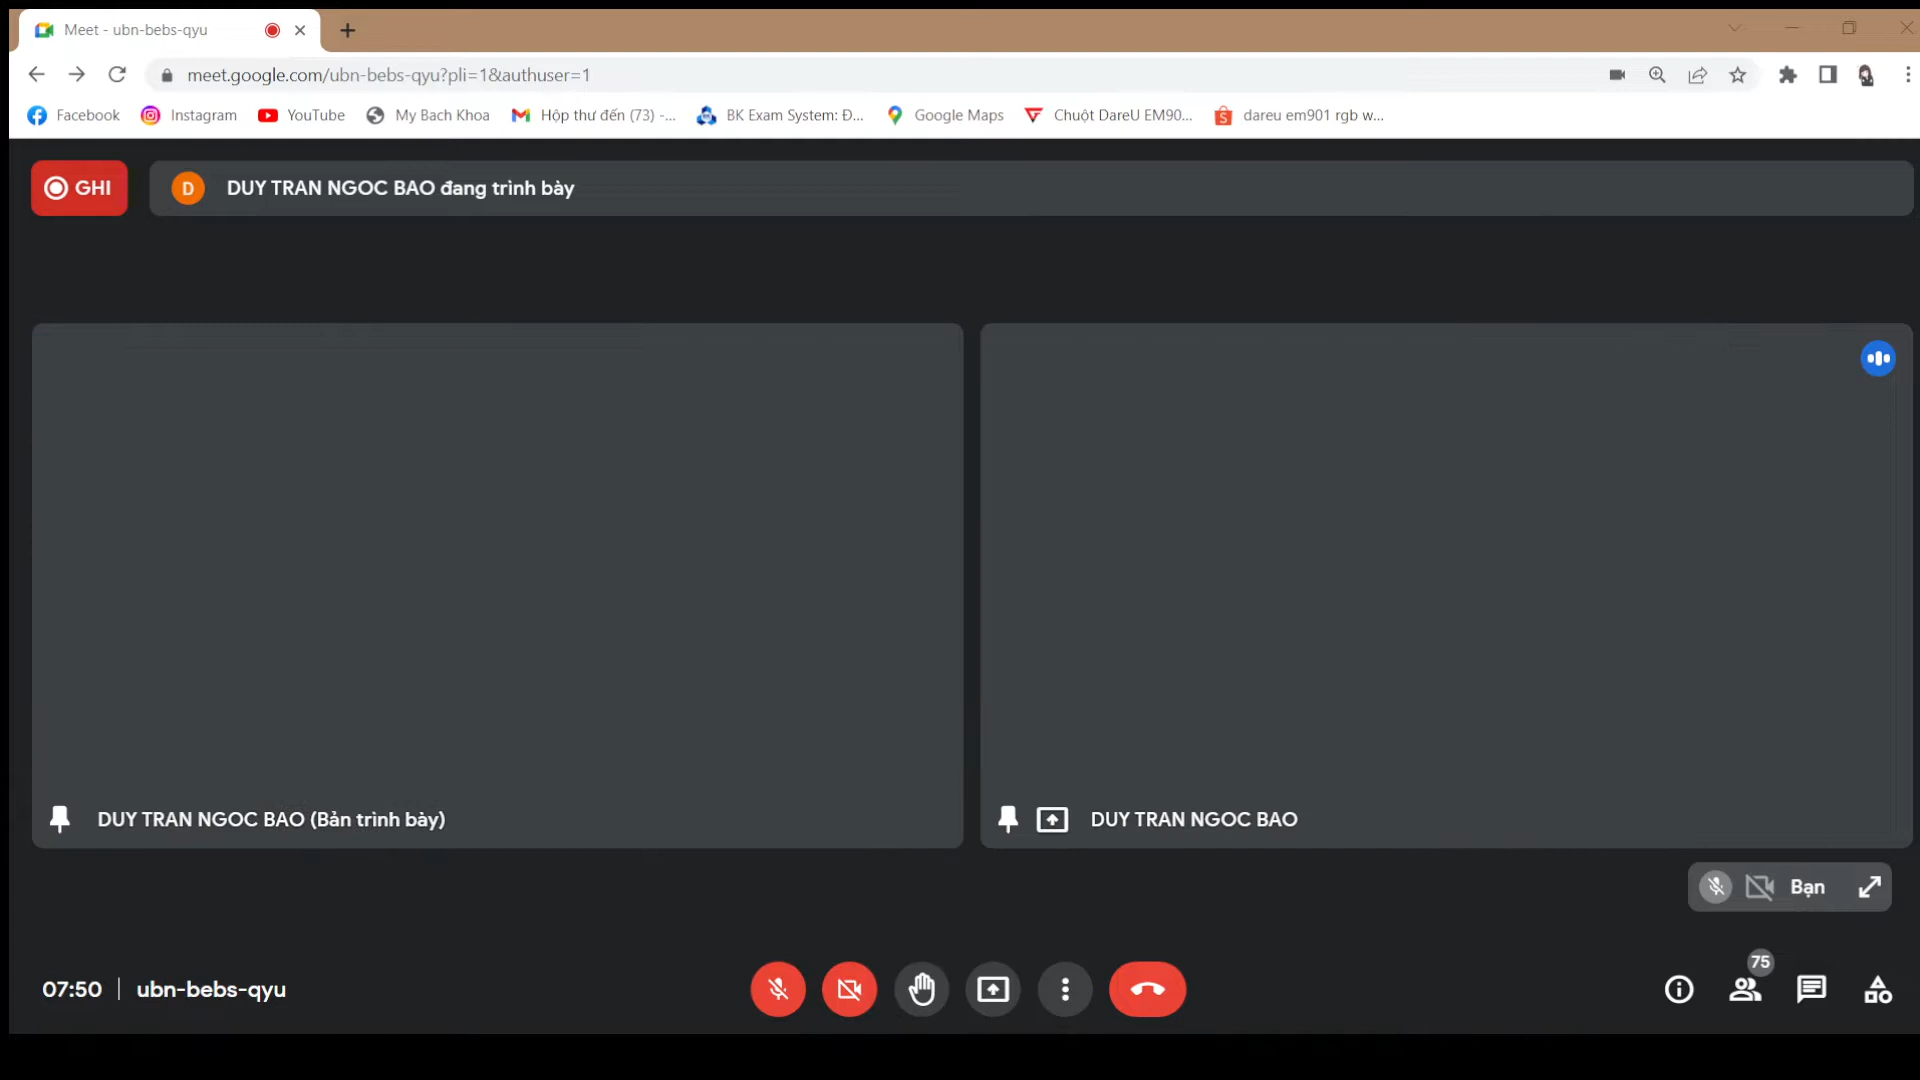 Meet - ubn-bebs-qyu
meet.google.com/ubn-bebs-qyu?pli=1&authuser=1
Facebook Instagram YouTube My Bach Khoa Hộp thư đến (73) -... BK Exam System: Đ... Google Maps Chuột DareU EM90... dareu em901 rgb w...
GHI D DUY TRAN NGOC BAO đang trình bày
DUY TRAN NGOC BAO (Bản trình bày)
DUY TRAN NGOC BAO
Bạn
75
07:50 | ubn-bebs-qyu